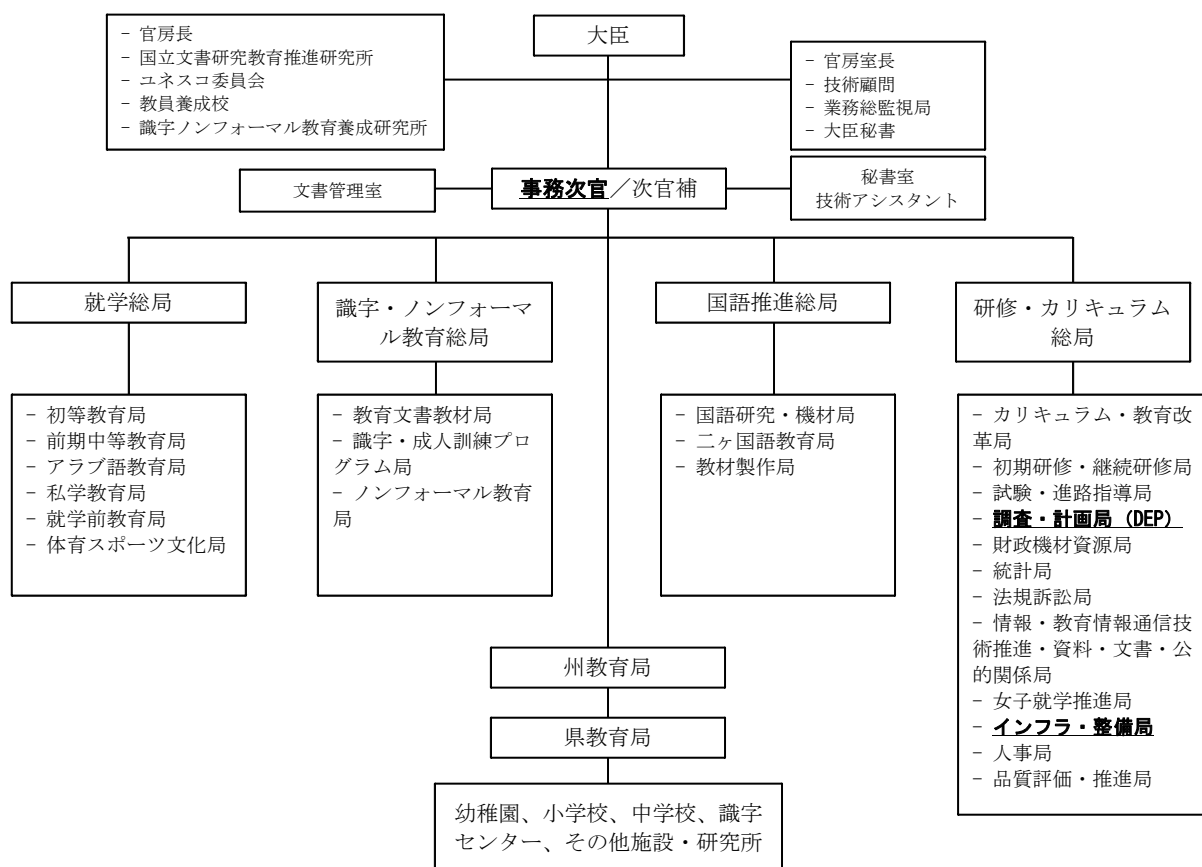 大臣
- 官房長
- 国立文書研究教育推進研究所
- ユネスコ委員会
- 教員養成校
- 識字ノンフォーマル教育養成研究所
- 官房室長
- 技術顧問
- 業務総監視局
- 大臣秘書
文書管理室
事務次官／次官補
秘書室
技術アシスタント
就学総局
識字・ノンフォーマ
ル教育総局
国語推進総局
研修・カリキュラム
総局
- 初等教育局
- 前期中等教育局
- アラブ語教育局
- 私学教育局
- 就学前教育局
- 体育スポーツ文化局
- 教育文書教材局
- 識字・成人訓練プロ
グラム局
- ノンフォーマル教育
局
- 国語研究・機材局
- 二ヶ国語教育局
- 教材製作局
- カリキュラム・教育改
革局
- 初期研修・継続研修局
- 試験・進路指導局
- 調査・計画局（DEP）
- 財政機材資源局
- 統計局
- 法規訴訟局
- 情報・教育情報通信技
術推進・資料・文書・公
的関係局
- 女子就学推進局
- インフラ・整備局
- 人事局
- 品質評価・推進局
州教育局
県教育局
幼稚園、小学校、中学校、識字
センター、その他施設・研究所